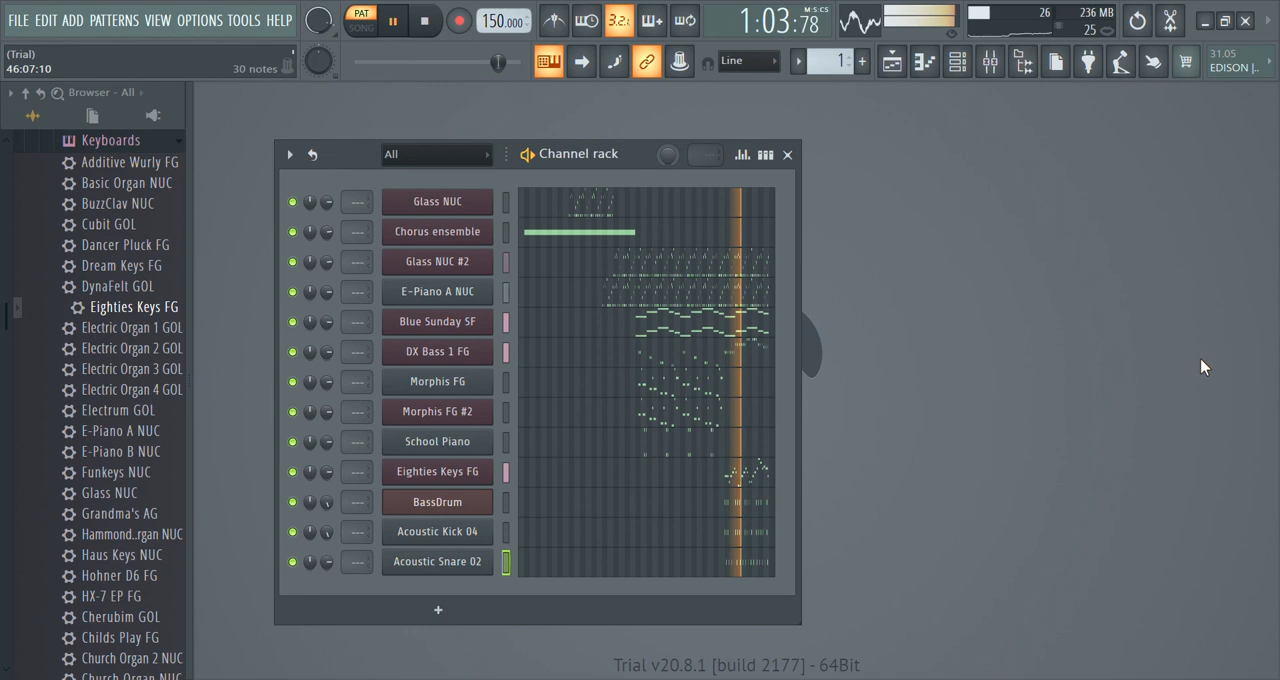 FILE EDIT ADD PATTERNS VIEW OPTIONS TOOLS HELP
PAT
SONG
150.000
3.2
1:03:78
M:S:CS
26
236 MB
25
(Trial)
46:07:10
30 notes
Line
1
31.05
EDISON |..
Browser - All
Keyboards
Additive Wurly FG
Basic Organ NUC
BuzzClav NUC
Cubit GOL
Dancer Pluck FG
Dream Keys FG
DynaFelt GOL
Eighties Keys FG
Electric Organ 1 GOL
Electric Organ 2 GOL
Electric Organ 3 GOL
Electric Organ 4 GOL
Electrum GOL
E-Piano A NUC
E-Piano B NUC
Funkeys NUC
Glass NUC
Grandma's AG
Hammond..rgan NUC
Haus Keys NUC
Hohner D6 FG
HX-7 EP FG
Cherubim GOL
Childs Play FG
Church Organ 2 NUC
All
Channel rack
Glass NUC
Chorus ensemble
Glass NUC #2
E-Piano A NUC
Blue Sunday SF
DX Bass 1 FG
Morphis FG
Morphis FG #2
School Piano
Eighties Keys FG
BassDrum
Acoustic Kick 04
Acoustic Snare 02
+
Trial v20.8.1 [build 2177] - 64Bit